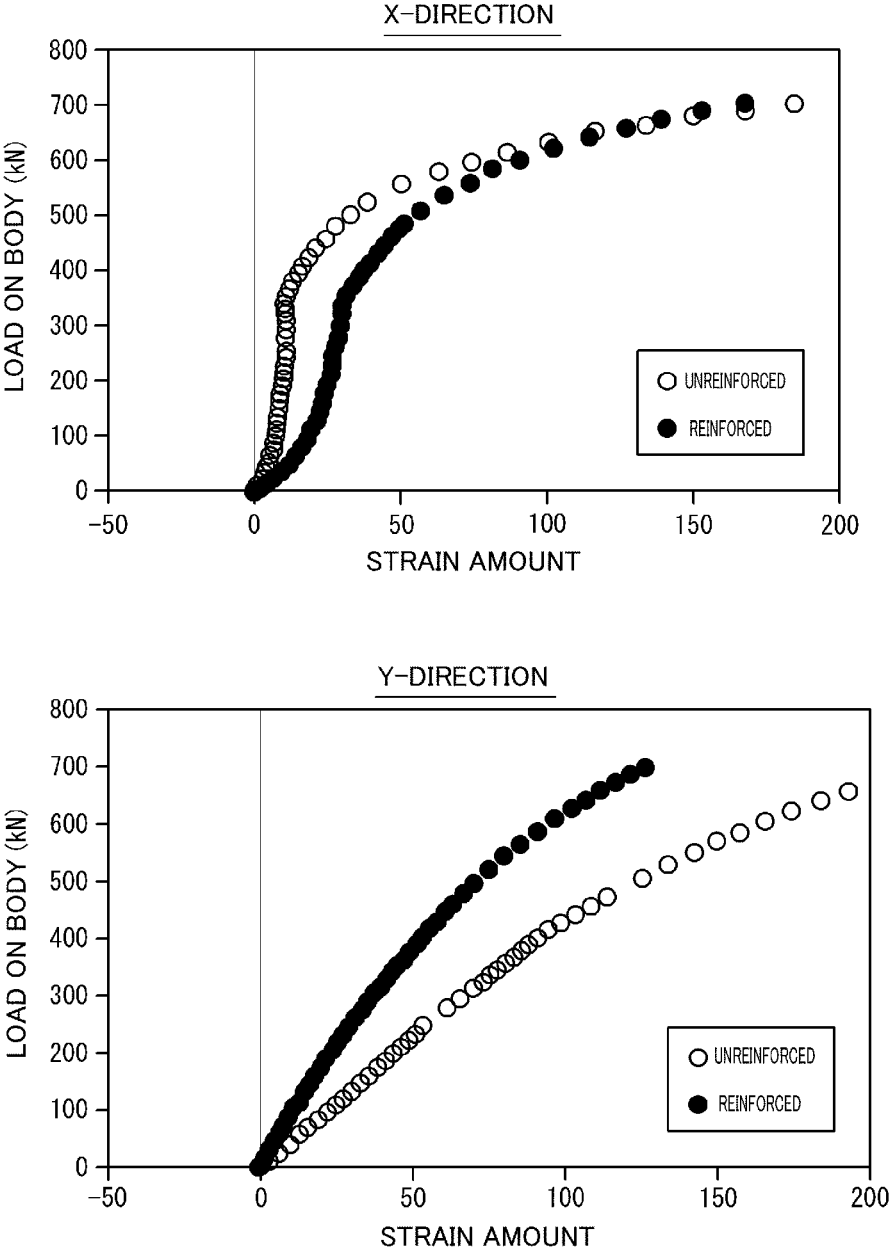 X-DIRECTION
800
700
600
500
400
300
200
100
0
LOAD ON BODY (kN)
UNREINFORCED
REINFORCED
-50 0 50 100 150 200
STRAIN AMOUNT
Y-DIRECTION
800
700
600
500
400
300
200
100
0
LOAD ON BODY (kN)
UNREINFORCED
REINFORCED
-50 0 50 100 150 200
STRAIN AMOUNT